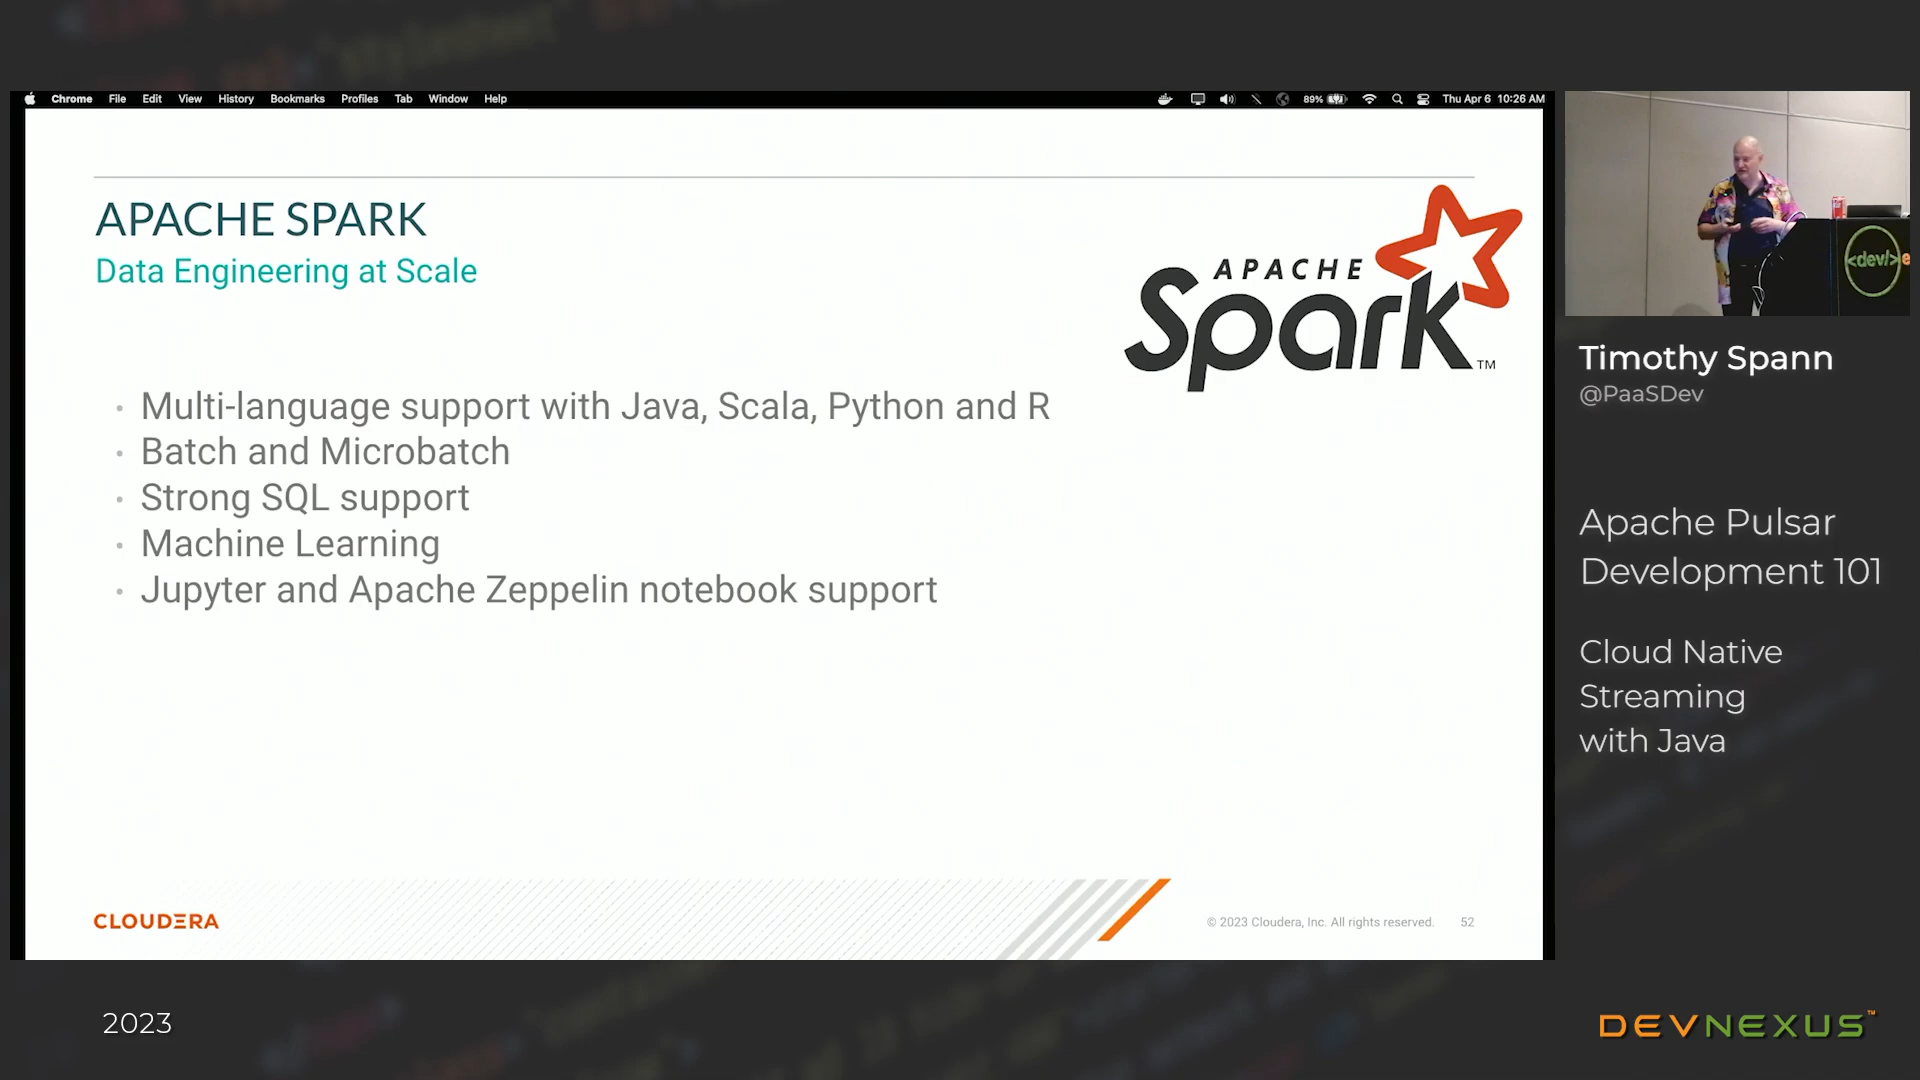 Chrome File Edit View History Bookmarks Profiles Tab Window Help 89% Thu Apr 6 10:26 AM
APACHE SPARK
Data Engineering at Scale
APACHE
Spark™
• Multi-language support with Java, Scala, Python and R
• Batch and Microbatch
• Strong SQL support
• Machine Learning
• Jupyter and Apache Zeppelin notebook support
CLOUDERA
© 2023 Cloudera, Inc. All rights reserved. 52
<dev/>
Timothy Spann
@PaaSDev
Apache Pulsar
Development 101
Cloud Native
Streaming
with Java
2023
DEVNEXUS™